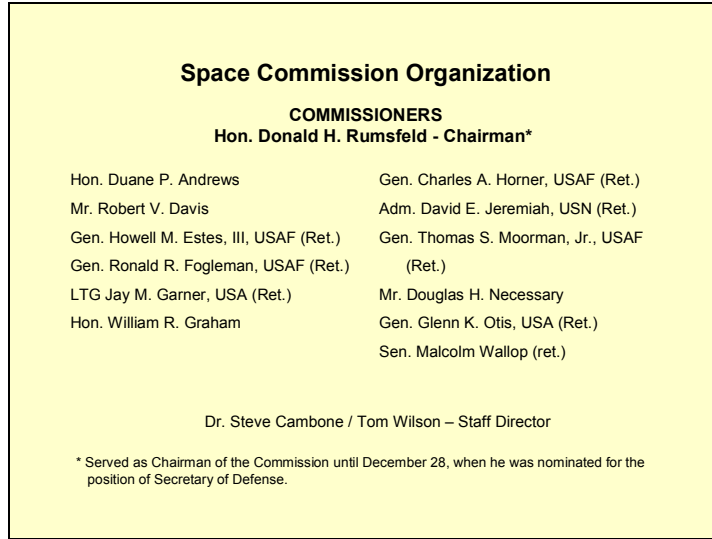 Space Commission Organization
COMMISSIONERS
Hon. Donald H. Rumsfeld - Chairman*
Hon. Duane P. Andrews
Mr. Robert V. Davis
Gen. Howell M. Estes, III, USAF (Ret.)
Gen. Ronald R. Fogleman, USAF (Ret.)
LTG Jay M. Garner, USA (Ret.)
Hon. William R. Graham
Gen. Charles A. Horner, USAF (Ret.)
Adm. David E. Jeremiah, USN (Ret.)
Gen. Thomas S. Moorman, Jr., USAF
(Ret.)
Mr. Douglas H. Necessary
Gen. Glenn K. Otis, USA (Ret.)
Sen. Malcolm Wallop (ret.)
Dr. Steve Cambone / Tom Wilson – Staff Director
* Served as Chairman of the Commission until December 28, when he was nominated for the
position of Secretary of Defense.